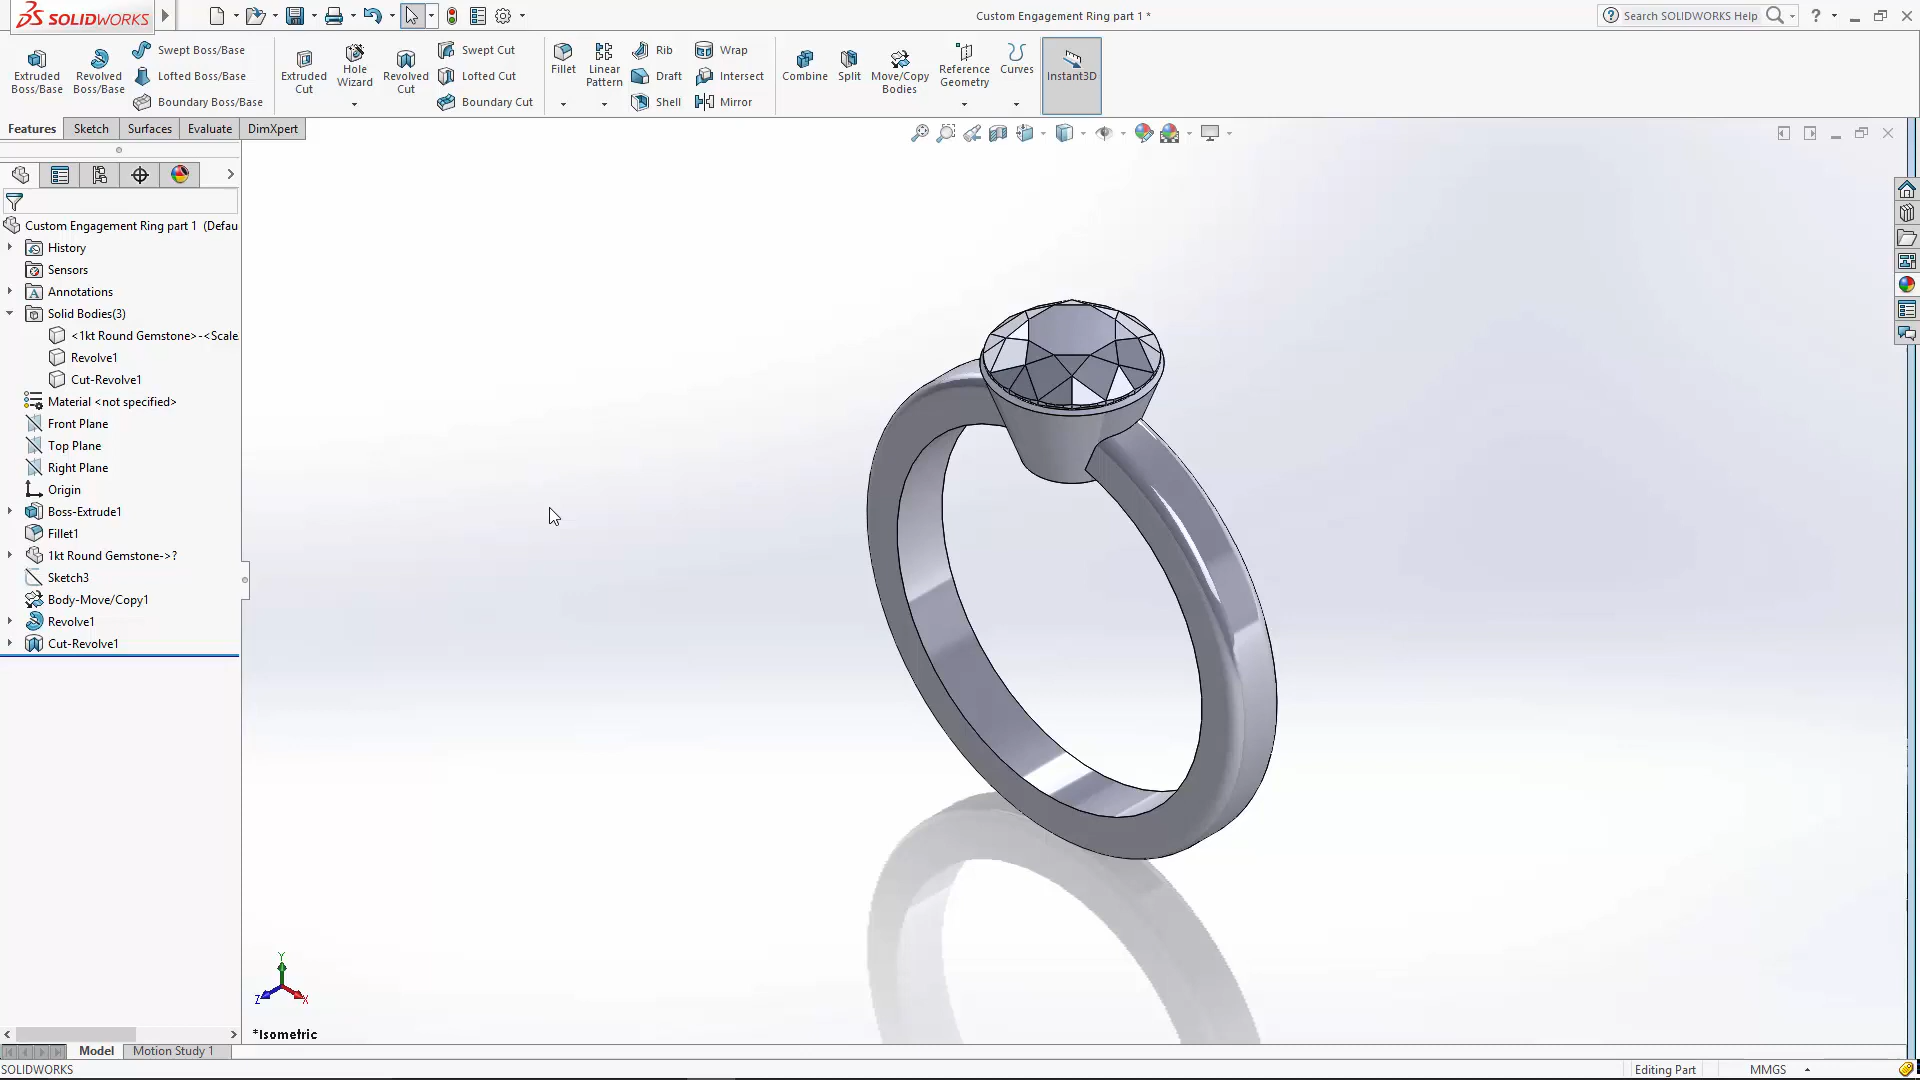 SOLIDWORKS
Custom Engagement Ring part 1 *
Search SOLIDWORKS Help
?
Extruded
Boss/Base
Revolved
Boss/Base
Swept Boss/Base
Lofted Boss/Base
Boundary Boss/Base
Extruded
Cut
Hole
Wizard
Revolved
Cut
Swept Cut
Lofted Cut
Boundary Cut
Fillet
Linear
Pattern
Rib
Draft
Shell
Wrap
Intersect
Mirror
Combine
Split
Move/Copy
Bodies
Reference
Geometry
Curves
Instant3D
Features
Sketch
Surfaces
Evaluate
DimXpert
Custom Engagement Ring part 1 (Defau
History
Sensors
Annotations
Solid Bodies(3)
<1kt Round Gemstone>-<Scale
Revolve1
Cut-Revolve1
Material <not specified>
Front Plane
Top Plane
Right Plane
Origin
Boss-Extrude1
Fillet1
1kt Round Gemstone->?
Sketch3
Body-Move/Copy1
Revolve1
Cut-Revolve1
Y
Z
X
*Isometric
Model
Motion Study 1
SOLIDWORKS
Editing Part
MMGS